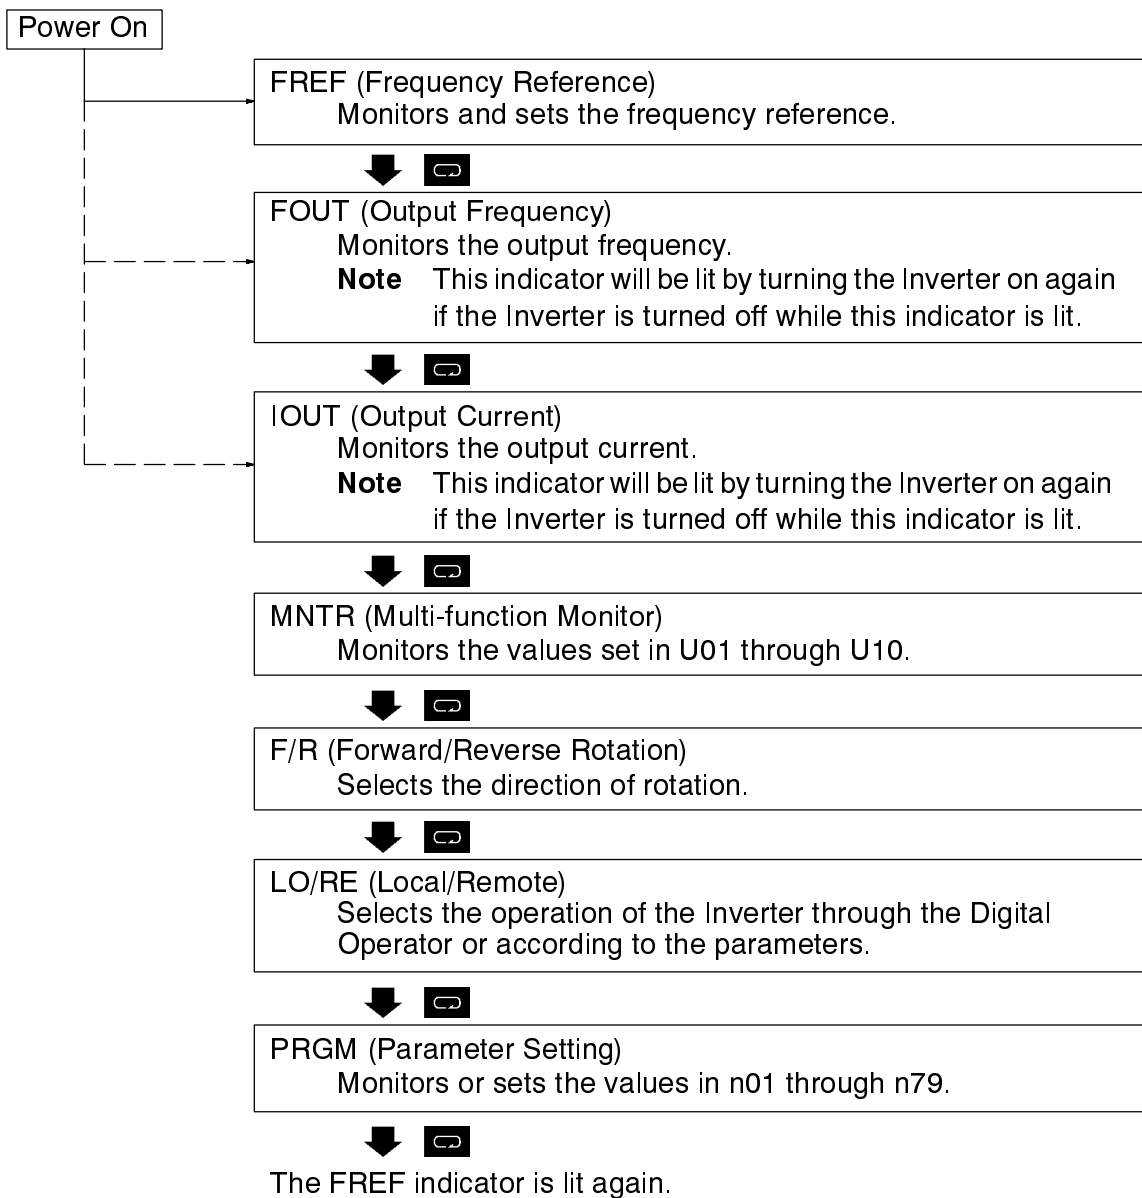 Power On
FREF (Frequency Reference)
Monitors and sets the frequency reference.
FOUT (Output Frequency)
Monitors the output frequency.
Note This indicator will be lit by turning the Inverter on again
if the Inverter is turned off while this indicator is lit.
IOUT (Output Current)
Monitors the output current.
Note This indicator will be lit by turning the Inverter on again
if the Inverter is turned off while this indicator is lit.
MNTR (Multi-function Monitor)
Monitors the values set in U01 through U10.
F/R (Forward/Reverse Rotation)
Selects the direction of rotation.
LO/RE (Local/Remote)
Selects the operation of the Inverter through the Digital
Operator or according to the parameters.
PRGM (Parameter Setting)
Monitors or sets the values in n01 through n79.
The FREF indicator is lit again.